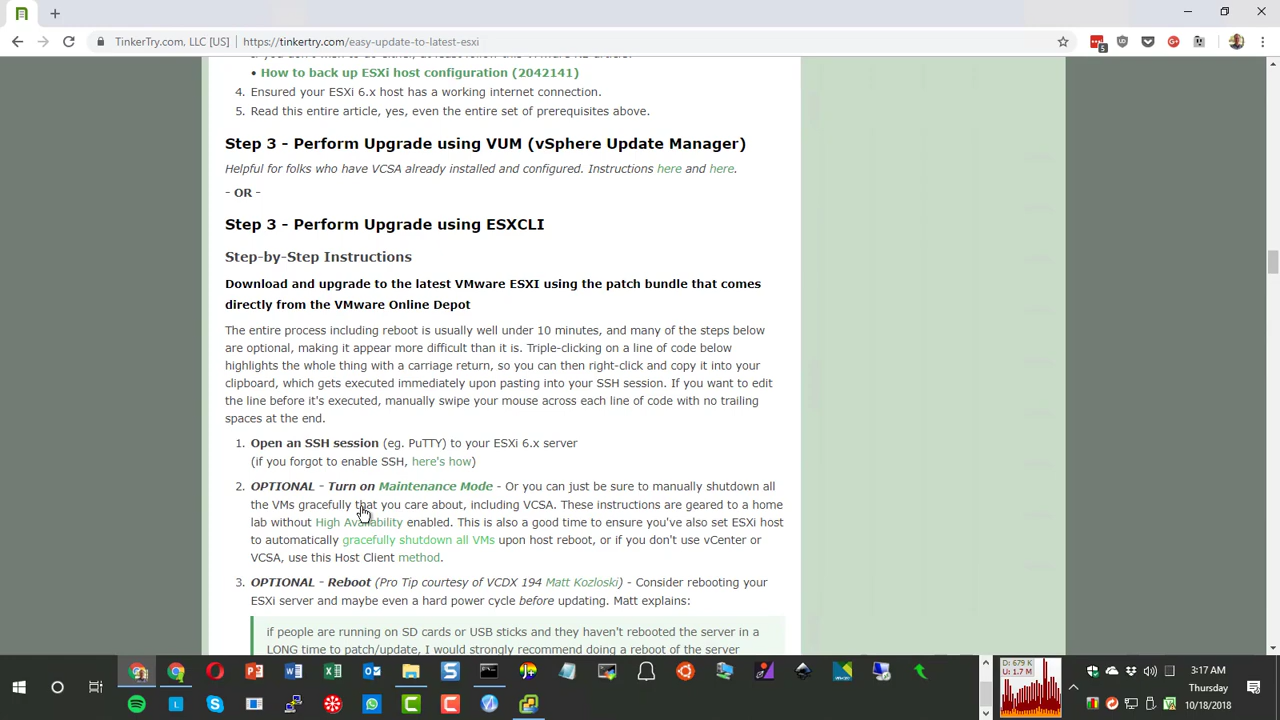 TinkerTry.com, LLC [US] https://tinkertry.com/easy-update-to-latest-esxi
5
• How to back up ESXi host configuration (2042141)
4. Ensured your ESXi 6.x host has a working internet connection.
5. Read this entire article, yes, even the entire set of prerequisites above.
Step 3 - Perform Upgrade using VUM (vSphere Update Manager)
Helpful for folks who have VCSA already installed and configured. Instructions here and here.
- OR -
Step 3 - Perform Upgrade using ESXCLI
Step-by-Step Instructions
Download and upgrade to the latest VMware ESXI using the patch bundle that comes
directly from the VMware Online Depot
The entire process including reboot is usually well under 10 minutes, and many of the steps below
are optional, making it appear more difficult than it is. Triple-clicking on a line of code below
highlights the whole thing with a carriage return, so you can then right-click and copy it into your
clipboard, which gets executed immediately upon pasting into your SSH session. If you want to edit
the line before it's executed, manually swipe your mouse across each line of code with no trailing
spaces at the end.
1. Open an SSH session (eg. PuTTY) to your ESXi 6.x server
(if you forgot to enable SSH, here's how)
2. OPTIONAL - Turn on Maintenance Mode - Or you can just be sure to manually shutdown all
the VMs gracefully that you care about, including VCSA. These instructions are geared to a home
lab without High Availability enabled. This is also a good time to ensure you've also set ESXi host
to automatically gracefully shutdown all VMs upon host reboot, or if you don't use vCenter or
VCSA, use this Host Client method.
3. OPTIONAL - Reboot (Pro Tip courtesy of VCDX 194 Matt Kozloski) - Consider rebooting your
ESXi server and maybe even a hard power cycle before updating. Matt explains:
if people are running on SD cards or USB sticks and they haven't rebooted the server in a
LONG time to patch/update, I would strongly recommend doing a reboot of the server
D: 679 K
U: 1.7 M
3:17 AM
Thursday
10/18/2018